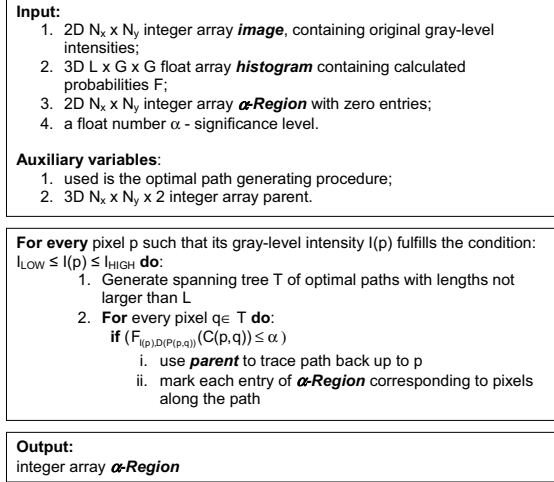 Input:
1. 2D Nx x Ny integer array image, containing original gray-level
intensities;
2. 3D L x G x G float array histogram containing calculated
probabilities F;
3. 2D Nx x Ny integer array α-Region with zero entries;
4. a float number α - significance level.
Auxiliary variables:
1. used is the optimal path generating procedure;
2. 3D Nx x Ny x 2 integer array parent.
For every pixel p such that its gray-level intensity I(p) fulfills the condition:
ILOW ≤ I(p) ≤ IHIGH do:
1. Generate spanning tree T of optimal paths with lengths not
larger than L
2. For every pixel q∈ T do:
if (FI(p),D(P(p,q))(C(p,q)) ≤ α )
i. use parent to trace path back up to p
ii. mark each entry of α-Region corresponding to pixels
along the path
Output:
integer array α-Region